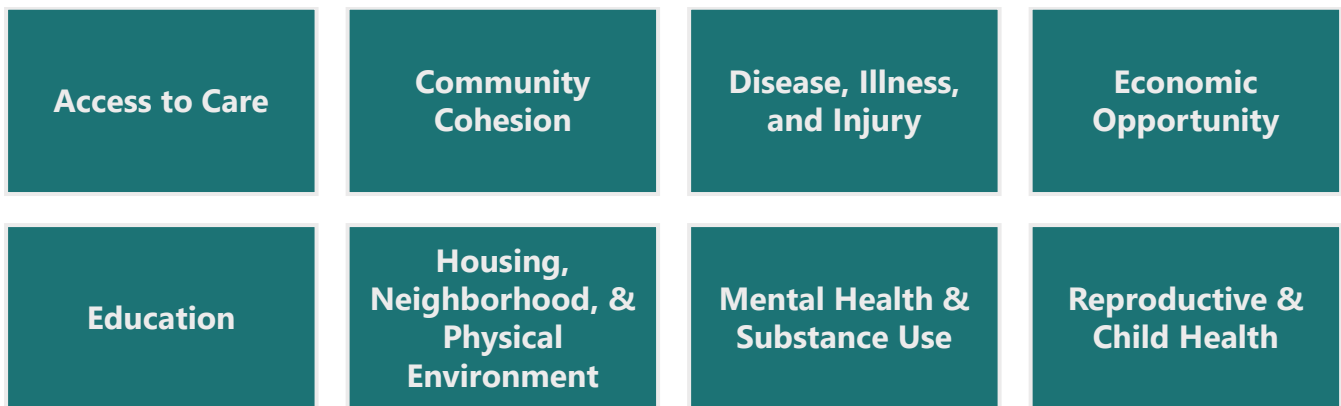 Access to Care
Community
Cohesion
Disease, Illness,
and Injury
Economic
Opportunity
Education
Housing,
Neighborhood, &
Physical
Environment
Mental Health &
Substance Use
Reproductive &
Child Health